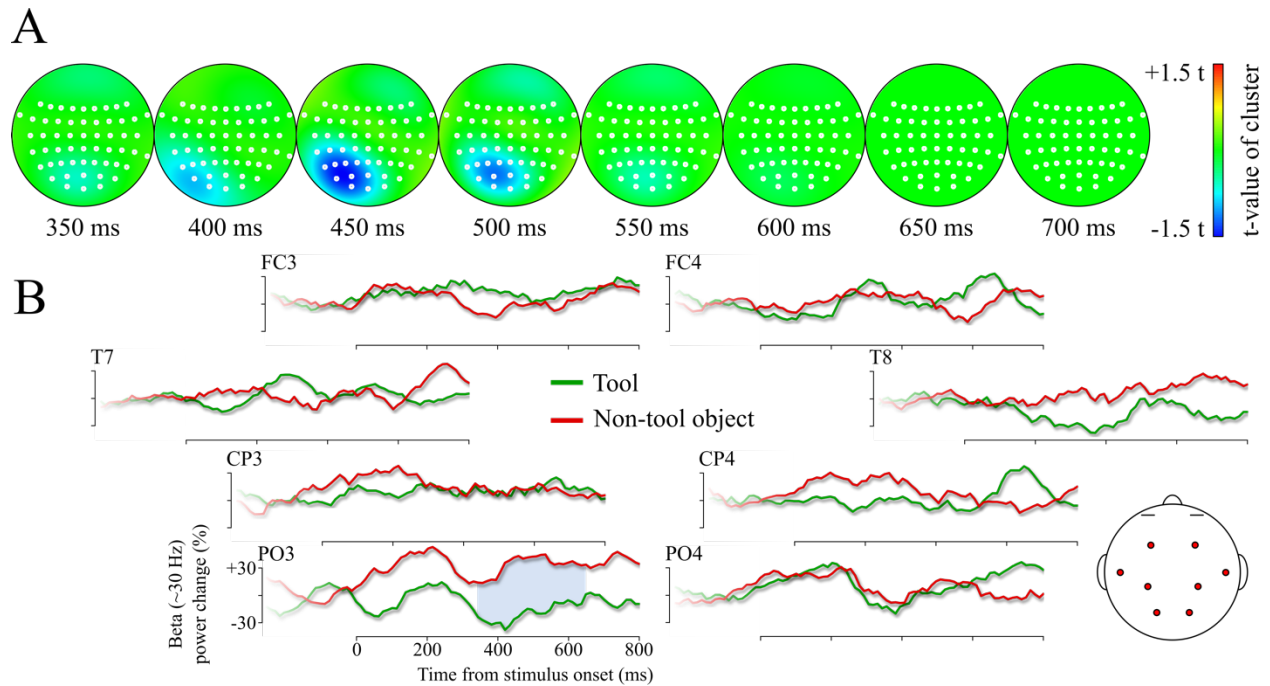 A
350 ms
400 ms
450 ms
500 ms
550 ms
600 ms
650 ms
700 ms
+1.5 t
-1.5 t
t-value of cluster
B
FC3
FC4
T7
T8
Tool
Non-tool object
CP3
CP4
PO3
PO4
Beta (~30 Hz)
power change (%)
+30
-30
0
200
400
600
800
Time from stimulus onset (ms)